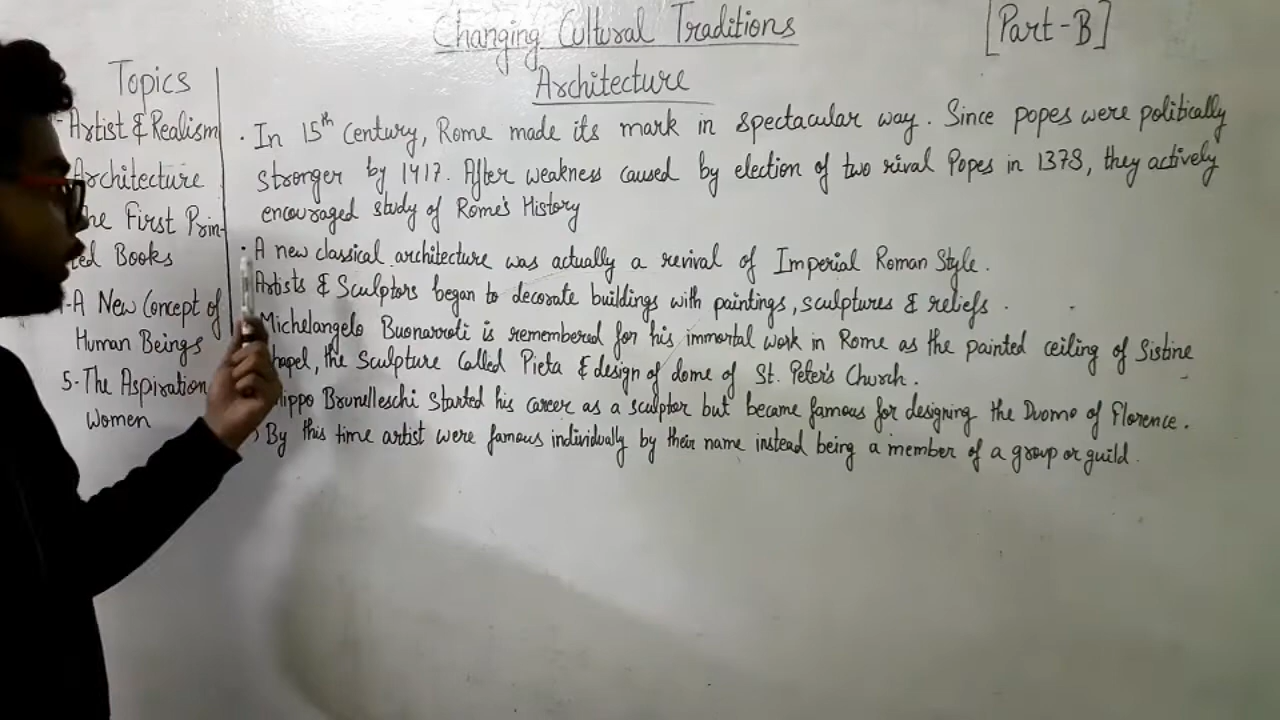 Changing Cultural Traditions
[Part-B]
Architecture
Topics
Artist & Realism
Architecture
First Prin-
ted Books
-A New Concept of
Human Beings
5-The Aspiration
Women
. In 15th Century, Rome made its mark in spectacular way. Since popes were politically
stronger by 1417. After weakness caused by election of two rival Popes in 1378, they actively
encouraged study of Rome's History
. A new classical architecture was actually a revival of Imperial Roman Style.
Artists & Sculptors began to decorate buildings with paintings, sculptures & reliefs.
Michelangelo Buonarroti is remembered for his immortal work in Rome as the painted ceiling of Sistine
hapel, the Sculpture Called Pieta & design of dome of St. Peter's Church.
lippo Brunelleschi Started his career as a sculptor but became famous for designing the Duomo of Florence.
By this time artist were famous individually by their name instead being a member of a group or guild.